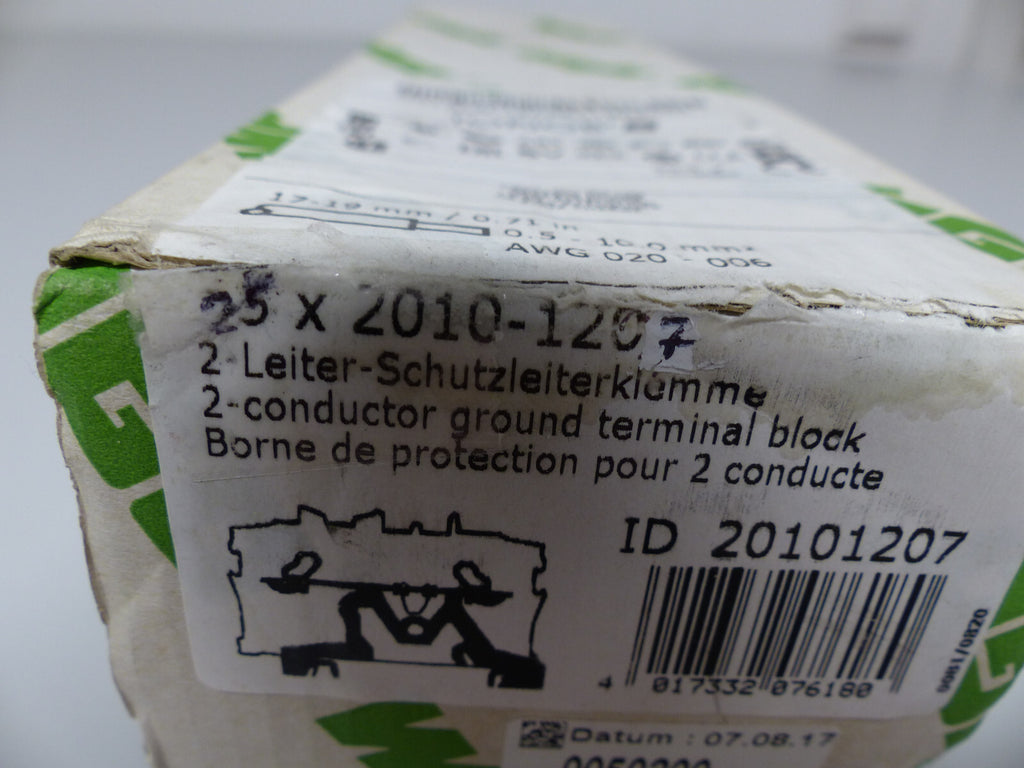 17-19 mm / 0.71 in
0.5 - 16.0 mm²
AWG 020 - 006
25 x 2010-1207
2-Leiter-Schutzleiterklemme
2-conductor ground terminal block
Borne de protection pour 2 conducte
ID 20101207
4 017332 076180
0081/0820
Datum : 07.08.17